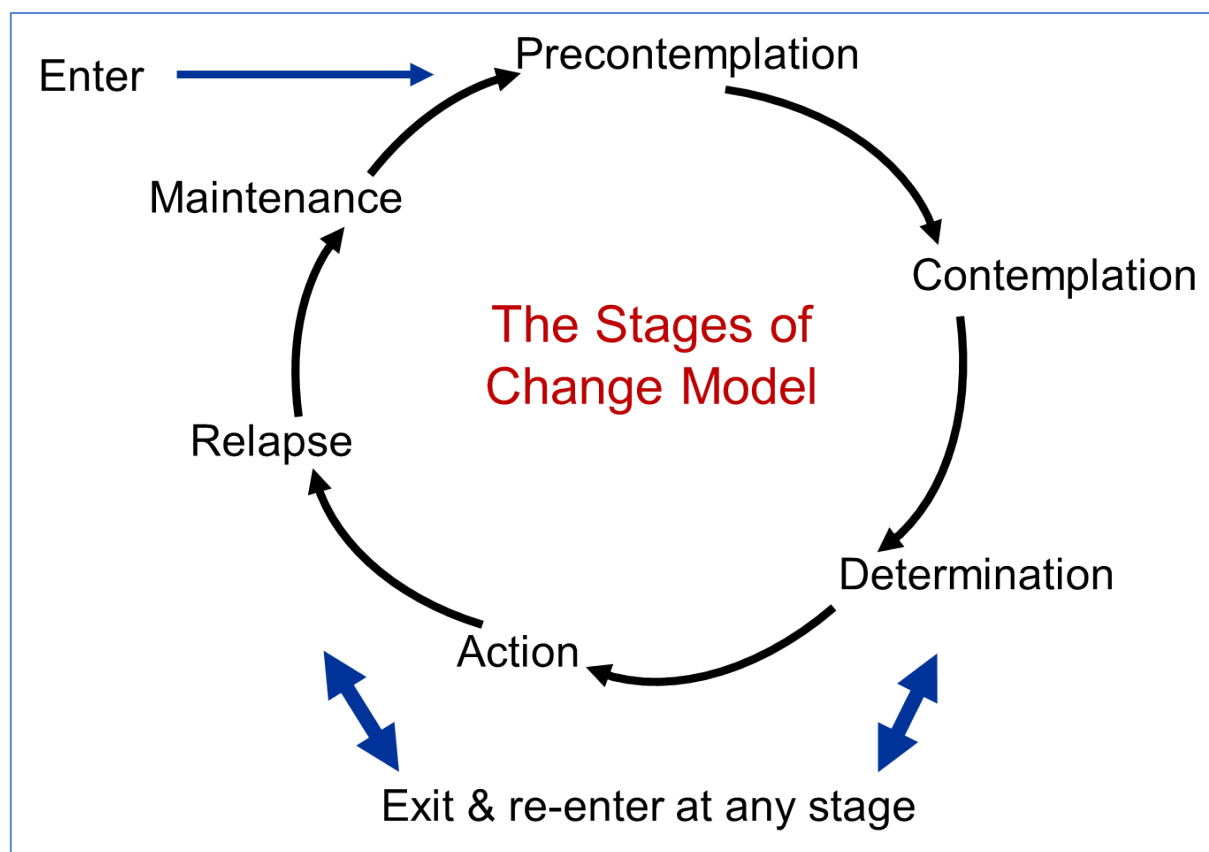 Enter
Precontemplation
Maintenance
Contemplation
The Stages of
Change Model
Relapse
Determination
Action
Exit & re-enter at any stage